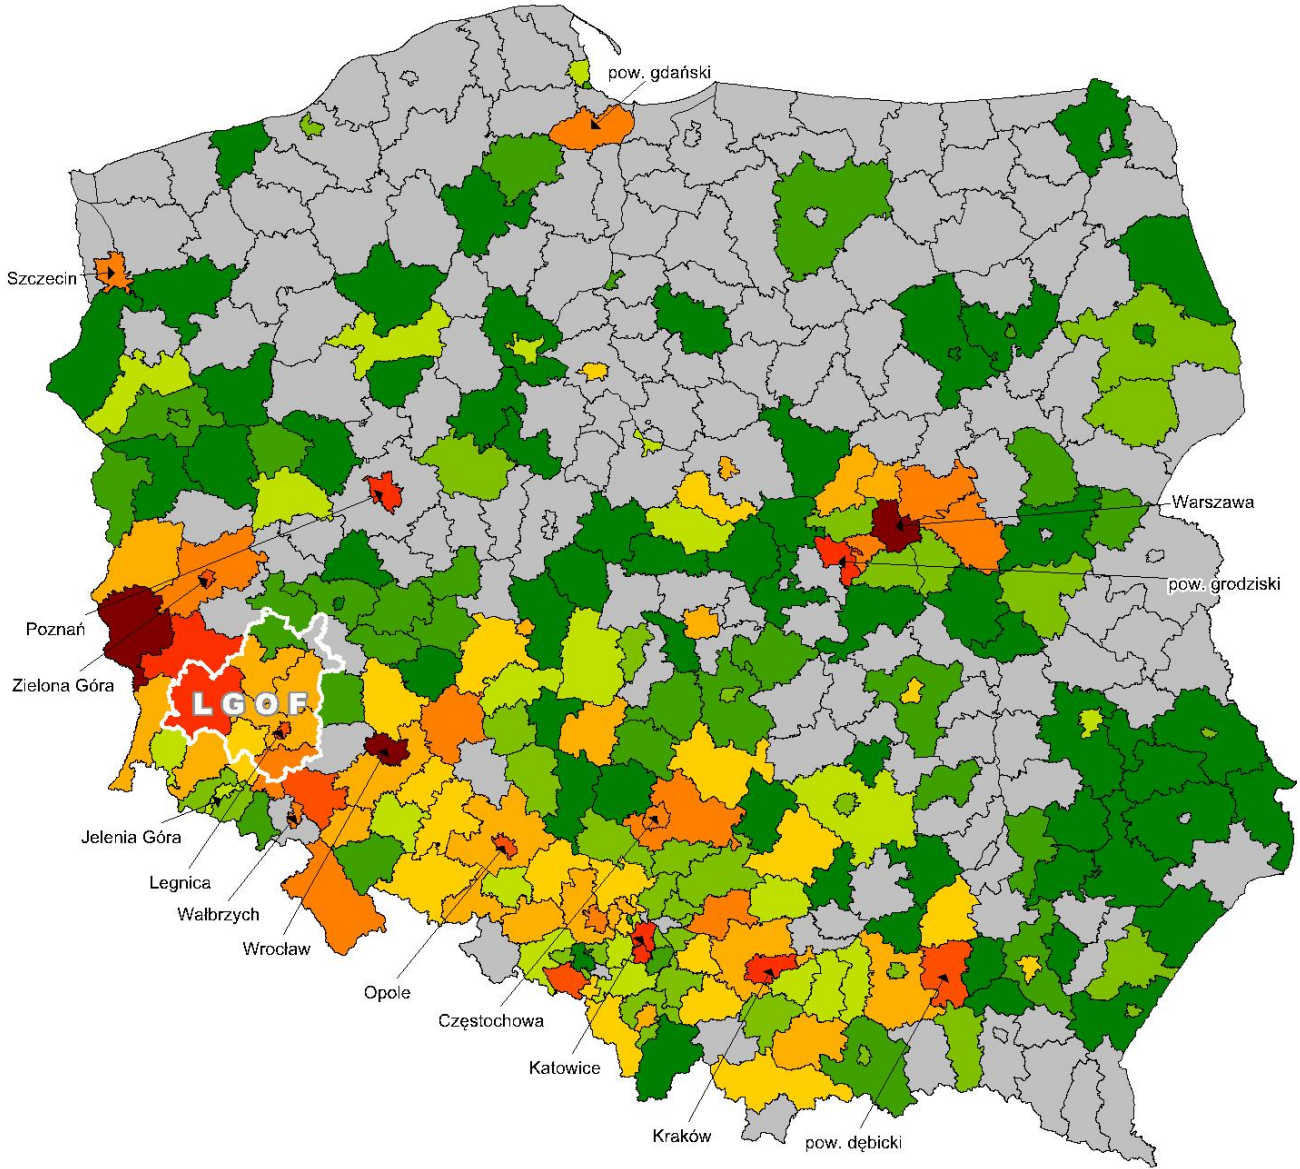 pow. gdański
Szczecin
Warszawa
pow. grodziski
Poznań
Zielona Góra
LGOF
Jelenia Góra
Legnica
Wałbrzych
Wrocław
Opole
Częstochowa
Katowice
Kraków
pow. dębicki